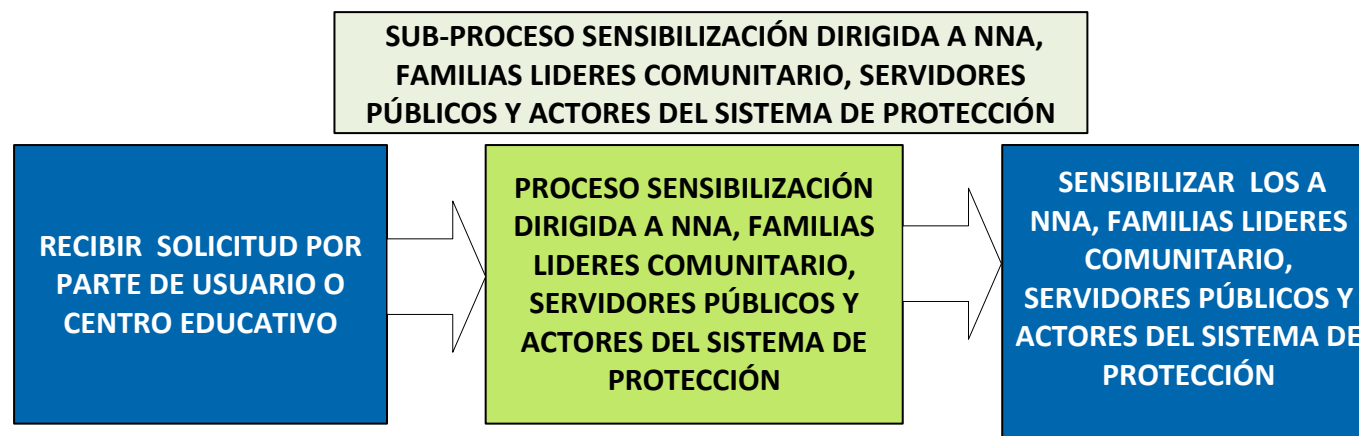 SUB-PROCESO SENSIBILIZACIÓN DIRIGIDA A NNA,
FAMILIAS LIDERES COMUNITARIO, SERVIDORES
PÚBLICOS Y ACTORES DEL SISTEMA DE PROTECCIÓN
RECIBIR SOLICITUD POR
PARTE DE USUARIO O
CENTRO EDUCATIVO
PROCESO SENSIBILIZACIÓN
DIRIGIDA A NNA, FAMILIAS
LIDERES COMUNITARIO,
SERVIDORES PÚBLICOS Y
ACTORES DEL SISTEMA DE
PROTECCIÓN
SENSIBILIZAR LOS A
NNA, FAMILIAS LIDERES
COMUNITARIO,
SERVIDORES PÚBLICOS Y
ACTORES DEL SISTEMA DE
PROTECCIÓN